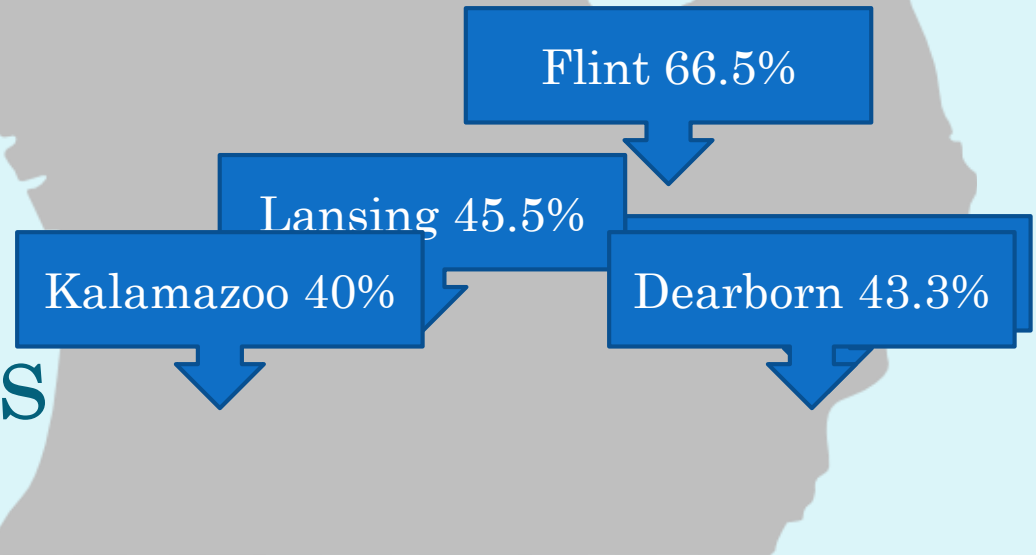 Flint 66.5%
Lansing 45.5%
Kalamazoo 40%
Dearborn 43.3%
s